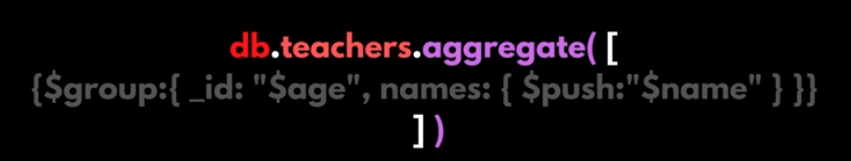 db.teachers.aggregate( [
{$group:{ _id: "$age", names: { $push:"$name" } }}
] )